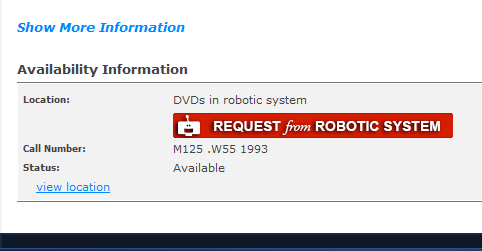 Show More Information
Availability Information
Location: DVDs in robotic system
REQUEST from ROBOTIC SYSTEM
Call Number: M125 .W55 1993
Status: Available
view location